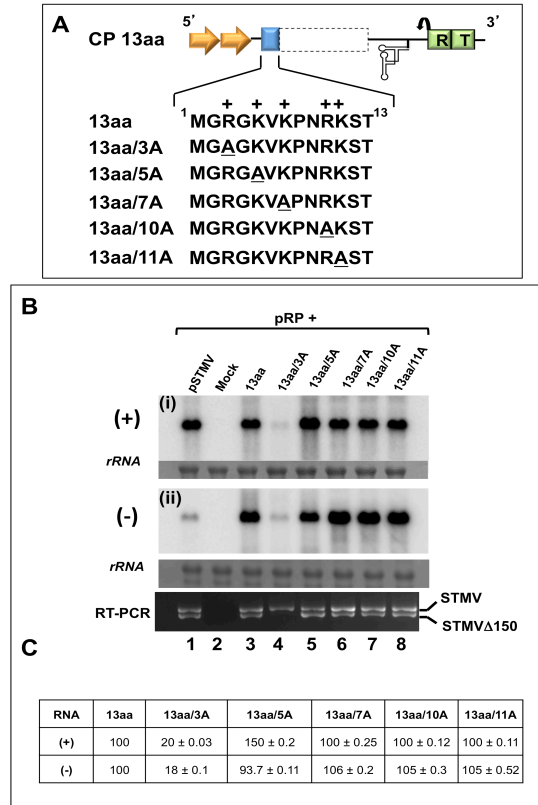 A
5’ 3’
CP 13aa R T
+ + + ++
13aa 1 MGRGKVKPNRKST 13
13aa/3A MGAGKVKPNRKST
13aa/5A MGRGAVKPNRKST
13aa/7A MGRGKVAPNRKST
13aa/10A MGRGKVKPNAKST
13aa/11A MGRGKVKPNRAST
B
pRP +
pSTMV Mock 13aa 13aa/3A 13aa/5A 13aa/7A 13aa/10A 13aa/11A
(i)
(+)
rRNA
(ii)
(-)
rRNA
RT-PCR STMV
STMVΔ150
1 2 3 4 5 6 7 8
C
RNA 13aa 13aa/3A 13aa/5A 13aa/7A 13aa/10A 13aa/11A
(+) 100 20 ± 0.03 150 ± 0.2 100 ± 0.25 100 ± 0.12 100 ± 0.11
(-) 100 18 ± 0.1 93.7 ± 0.11 106 ± 0.2 105 ± 0.3 105 ± 0.52